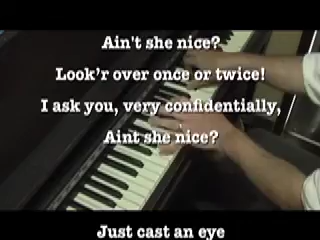 Ain't she nice?
Look'r over once or twice!
I ask you, very confidentially,
Aint she nice?
Just cast an eye